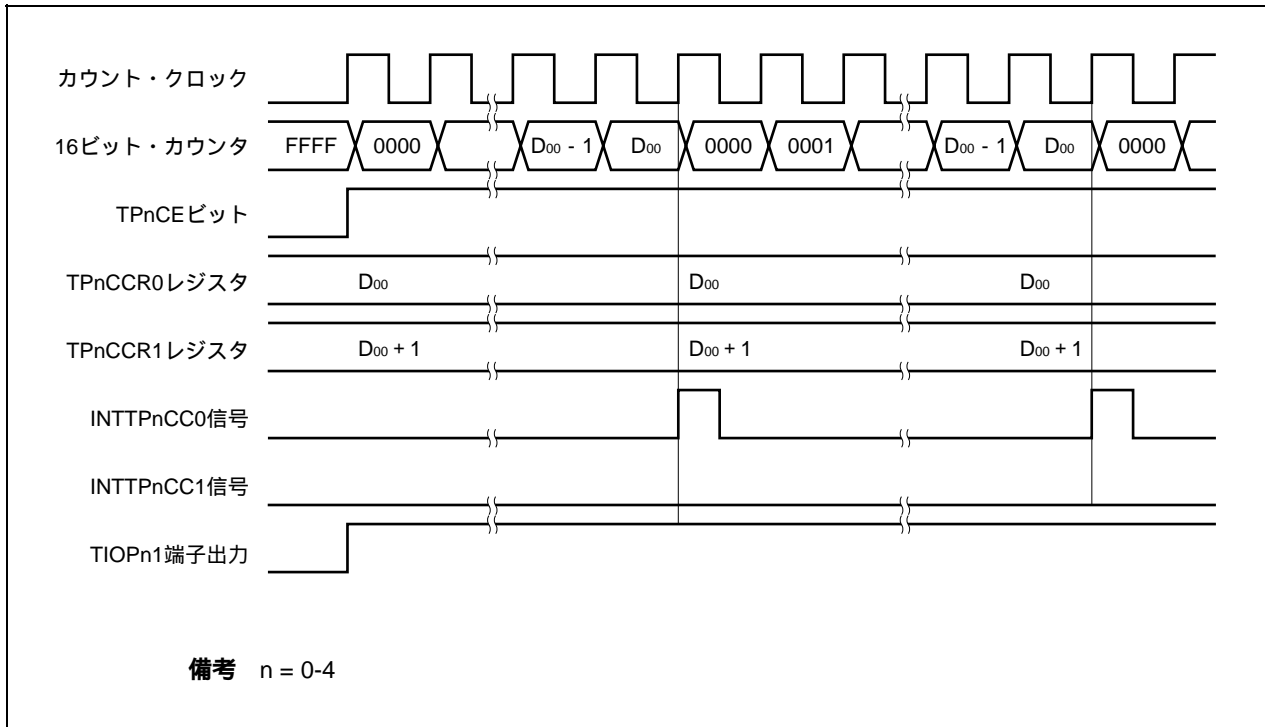 カウント・クロック
16ビット・カウンタ FFFF 0000 D00 - 1 D00 0000 0001 D00 - 1 D00 0000
TPnCEビット
TPnCCR0レジスタ D00 D00 D00
TPnCCR1レジスタ D00 + 1 D00 + 1 D00 + 1
INTTPnCC0信号
INTTPnCC1信号
TIOPn1端子出力
備考 n = 0-4